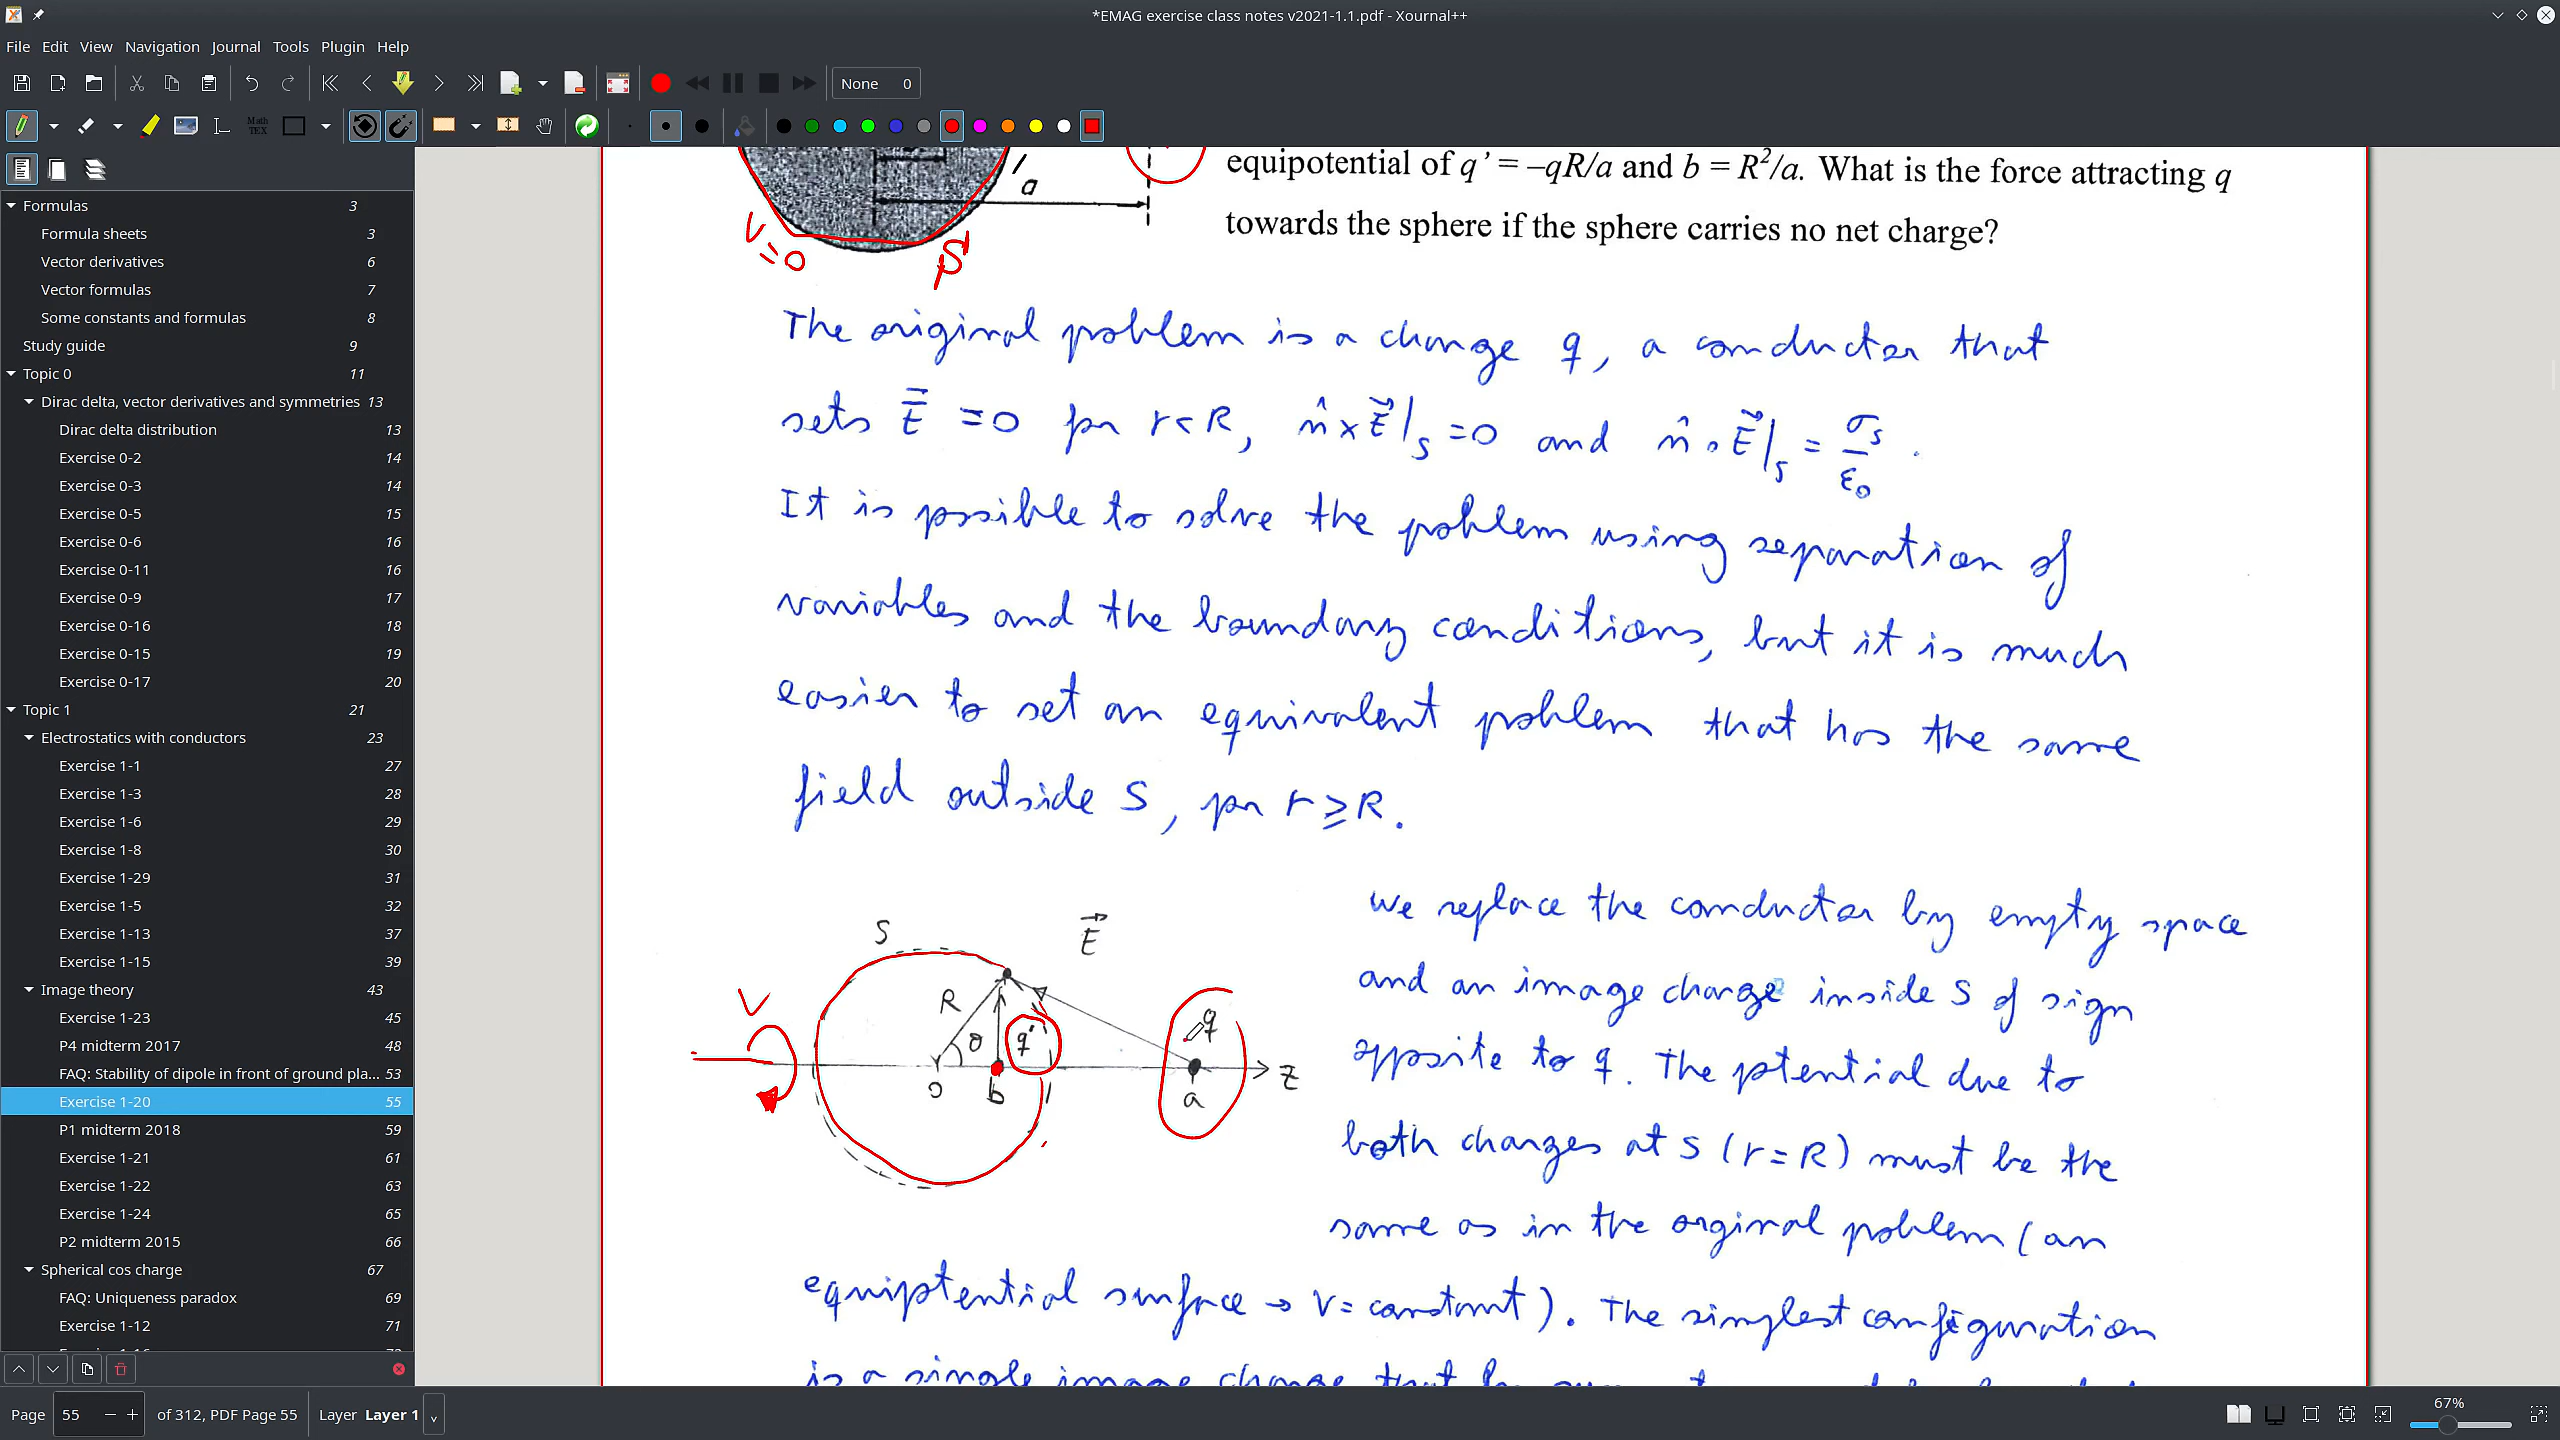 *EMAG exercise class notes v2021-1.1.pdf - Xournal++
File Edit View Navigation Journal Tools Plugin Help
None 0
Math
TEX
Formulas 3
Formula sheets 3
Vector derivatives 6
Vector formulas 7
Some constants and formulas 8
Study guide 9
Topic 0 11
Dirac delta, vector derivatives and symmetries 13
Dirac delta distribution 13
Exercise 0-2 14
Exercise 0-3 14
Exercise 0-5 15
Exercise 0-6 16
Exercise 0-11 16
Exercise 0-9 17
Exercise 0-16 18
Exercise 0-15 19
Exercise 0-17 20
Topic 1 21
Electrostatics with conductors 23
Exercise 1-1 27
Exercise 1-3 28
Exercise 1-6 29
Exercise 1-8 30
Exercise 1-29 31
Exercise 1-5 32
Exercise 1-13 37
Exercise 1-15 39
Image theory 43
Exercise 1-23 45
P4 midterm 2017 48
FAQ: Stability of dipole in front of ground pla... 53
Exercise 1-20 55
P1 midterm 2018 59
Exercise 1-21 61
Exercise 1-22 63
Exercise 1-24 65
P2 midterm 2015 66
Spherical cos charge 67
FAQ: Uniqueness paradox 69
Exercise 1-12 71
a
V
=0
S
equipotential of q' = –qR/a and b = R²/a. What is the force attracting q
towards the sphere if the sphere carries no net charge?
The original problem is a charge q, a conductor that
sets E⃗ =0 for r<R, n̂×E⃗|s =0 and n̂·E⃗|s = σs/ε0.
It is possible to solve the problem using separation of
variables and the boundary conditions, but it is much
easier to set an equivalent problem that has the same
field outside S, for r≥R.
S
E⃗
V
R
θ
q'
q
0
b
a
z
We replace the conductor by empty space
and an image charge inside S of sign
opposite to q. The potential due to
both charges at S (r=R) must be the
same as in the orginal problem (an
equiptential surface → V=constant). The simplest configuration
is a single image charge that
Page 55 − + of 312, PDF Page 55 Layer Layer 1
67%